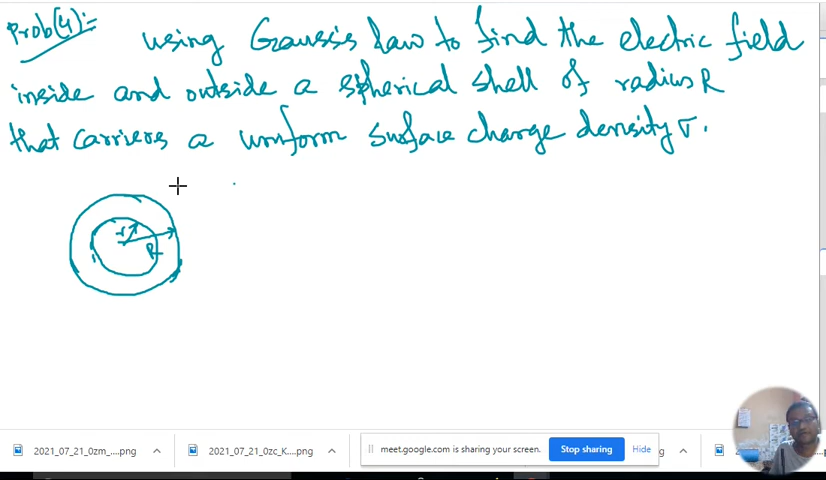 Prob(4):-
using Gauss's law to find the electric field
inside and outside a spherical shell of radius R
that carriers a uniform surface charge density σ.
r
R
2021_07_21_0zm_....png
2021_07_21_0zc_K...png
meet.google.com is sharing your screen.
Stop sharing
Hide
g